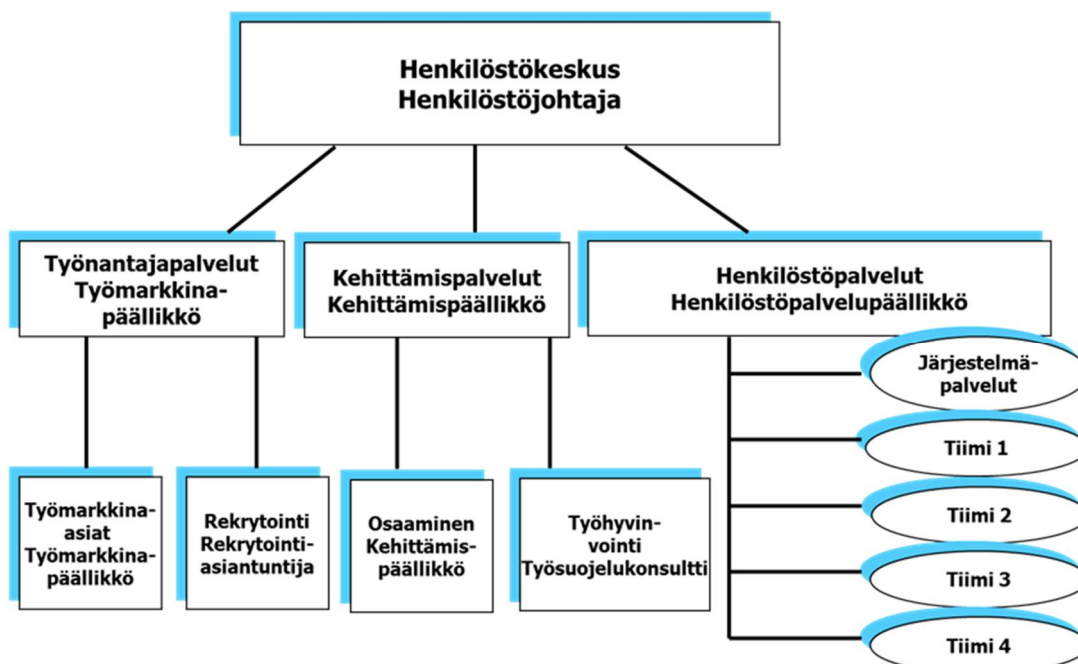 Henkilöstökeskus
Henkilöstöjohtaja
Työnantajapalvelut
Työmarkkina-
päällikkö
Kehittämispalvelut
Kehittämispäällikkö
Henkilöstöpalvelut
Henkilöstöpalvelupäällikkö
Työmarkkina-
asiat
Työmarkkina-
päällikkö
Rekrytointi
Rekrytointi-
asiantuntija
Osaaminen
Kehittämis-
päällikkö
Työhyvin-
vointi
Työsuojelukonsultti
Järjestelmä-
palvelut
Tiimi 1
Tiimi 2
Tiimi 3
Tiimi 4